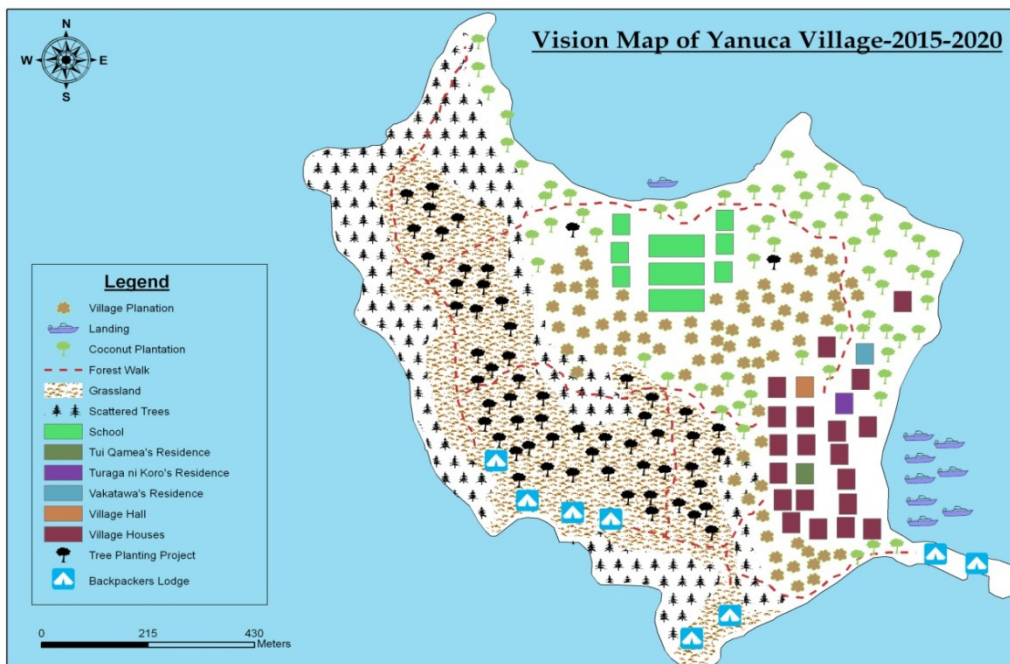 Vision Map of Yanuca Village-2015-2020
N
W E
S
Legend
Village Planation
Landing
Coconut Plantation
Forest Walk
Grassland
Scattered Trees
School
Tui Qamea's Residence
Turaga ni Koro's Residence
Vakatawa's Residence
Village Hall
Village Houses
Tree Planting Project
Backpackers Lodge
0 215 430
Meters